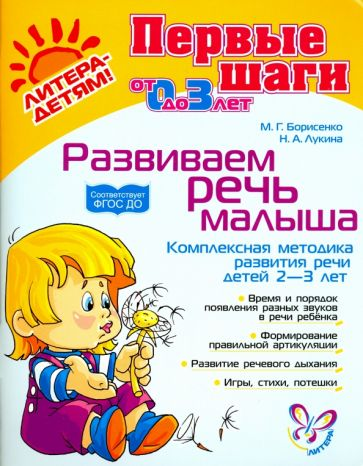 ЛИТЕРА-
ДЕТЯМ!
Первые
шаги
от 0 до 3 лет
М. Г. Борисенко
Н. А. Лукина
Развиваем
речь
малыша
Соответствует
ФГОС ДО
Комплексная методика
развития речи
детей 2—3 лет
• Время и порядок
появления разных звуков
в речи ребёнка
• Формирование
правильной артикуляции
• Развитие речевого дыхания
• Игры, стихи, потешки
ЛИТЕРА